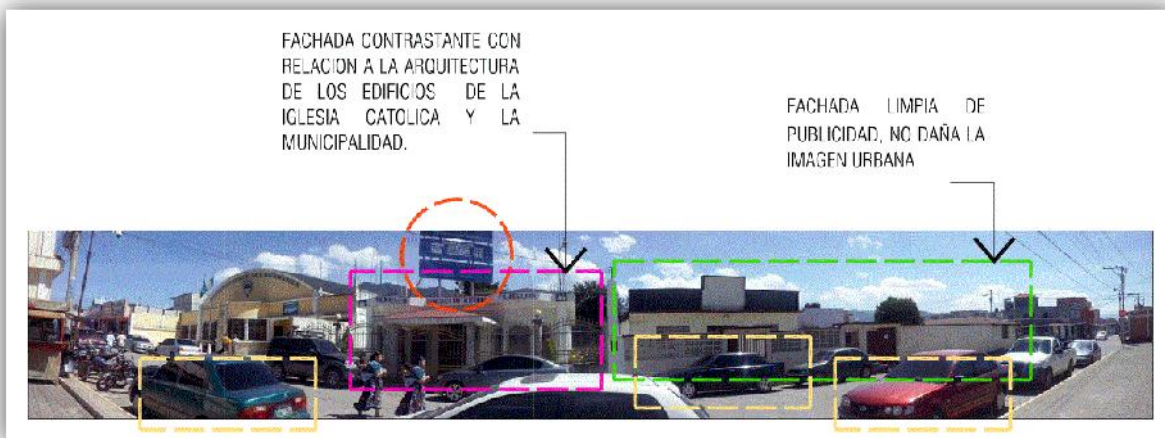 FACHADA CONTRASTANTE CON
RELACION A LA ARQUITECTURA
DE LOS EDIFICIOS DE LA
IGLESIA CATOLICA Y LA
MUNICIPALIDAD.
FACHADA LIMPIA DE
PUBLICIDAD, NO DAÑA LA
IMAGEN URBANA